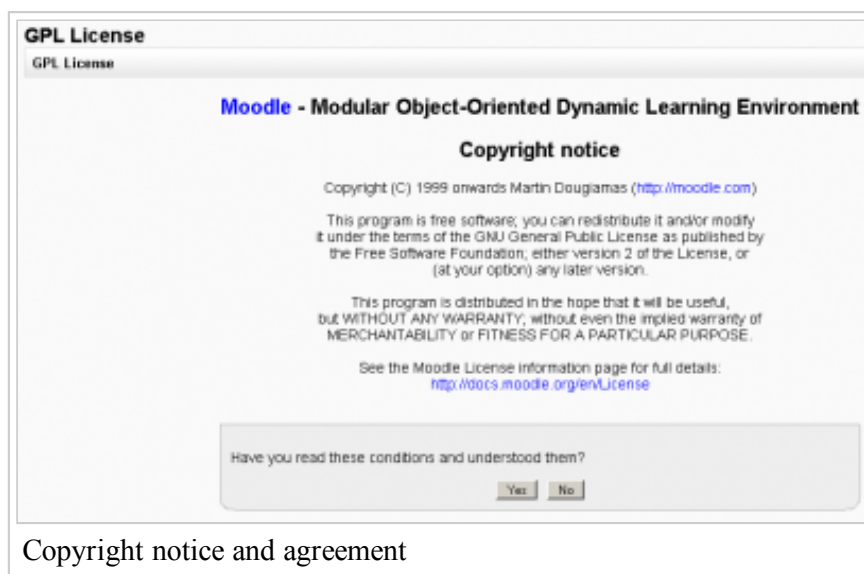 GPL License
GPL License
Moodle - Modular Object-Oriented Dynamic Learning Environment
Copyright notice
Copyright (C) 1999 onwards Martin Dougiamas (http://moodle.com)
This program is free software; you can redistribute it and/or modify
it under the terms of the GNU General Public License as published by
the Free Software Foundation; either version 2 of the License, or
(at your option) any later version.
This program is distributed in the hope that it will be useful,
but WITHOUT ANY WARRANTY; without even the implied warranty of
MERCHANTABILITY or FITNESS FOR A PARTICULAR PURPOSE.
See the Moodle License information page for full details:
http://docs.moodle.org/en/License
Have you read these conditions and understood them?
Yes No
Copyright notice and agreement